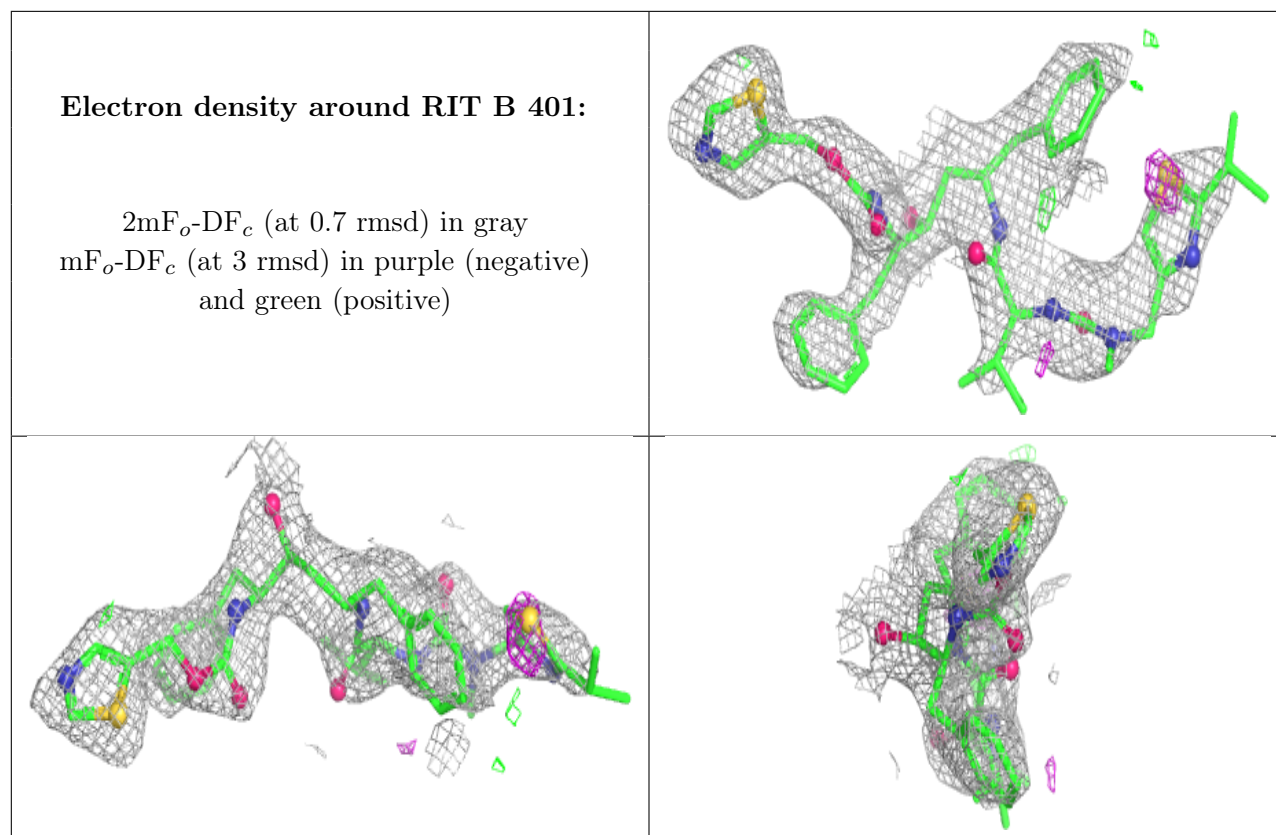 Electron density around RIT B 401:
2mFo-DFc (at 0.7 rmsd) in gray
mFo-DFc (at 3 rmsd) in purple (negative)
and green (positive)